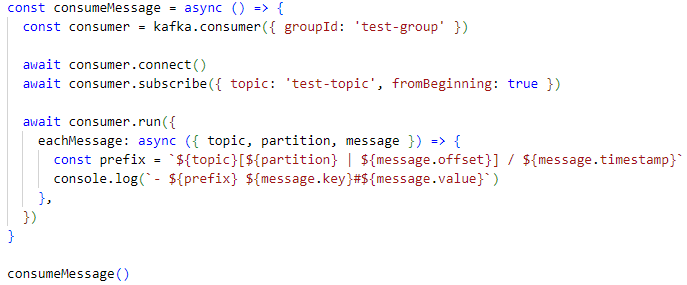 const consumeMessage = async () => {
  const consumer = kafka.consumer({ groupId: 'test-group' })

  await consumer.connect()
  await consumer.subscribe({ topic: 'test-topic', fromBeginning: true })

  await consumer.run({
    eachMessage: async ({ topic, partition, message }) => {
      const prefix = `${topic}[${partition} | ${message.offset}] / ${message.timestamp}`
      console.log(`- ${prefix} ${message.key}#${message.value}`)
    },
  })
}

consumeMessage()